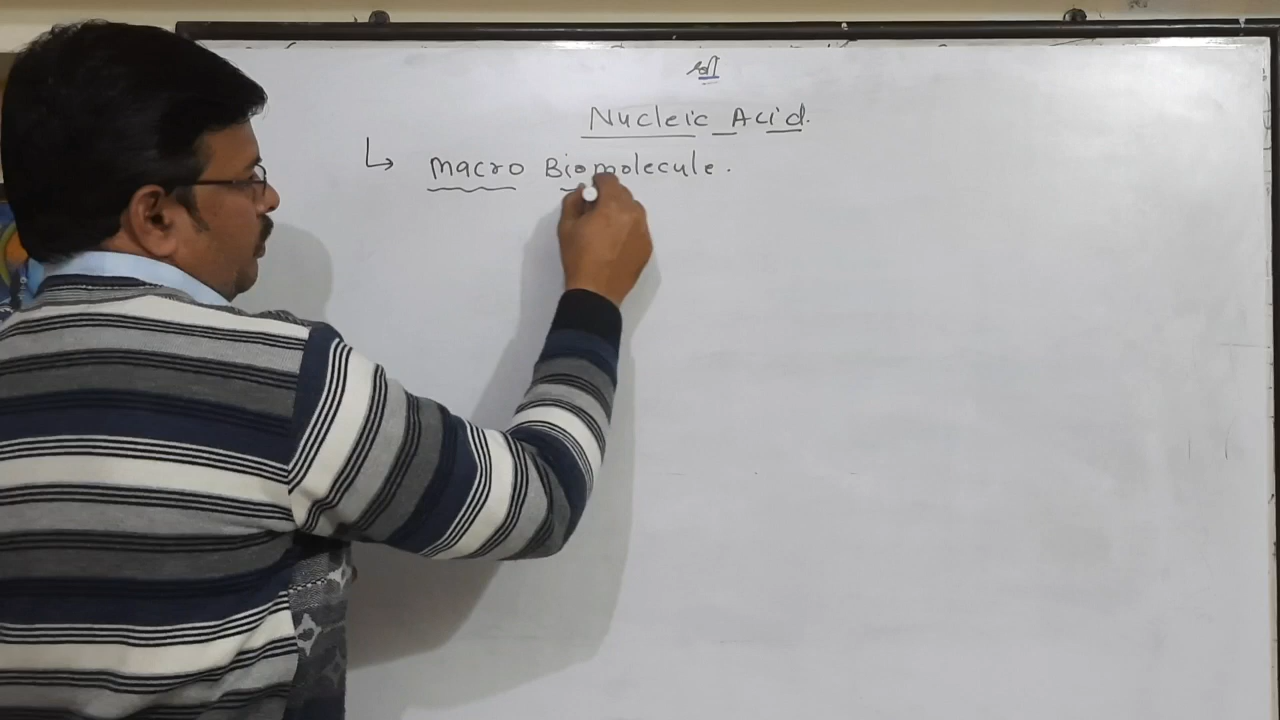 श्री
Nucleic Acid.
↳ Macro Biomolecule.